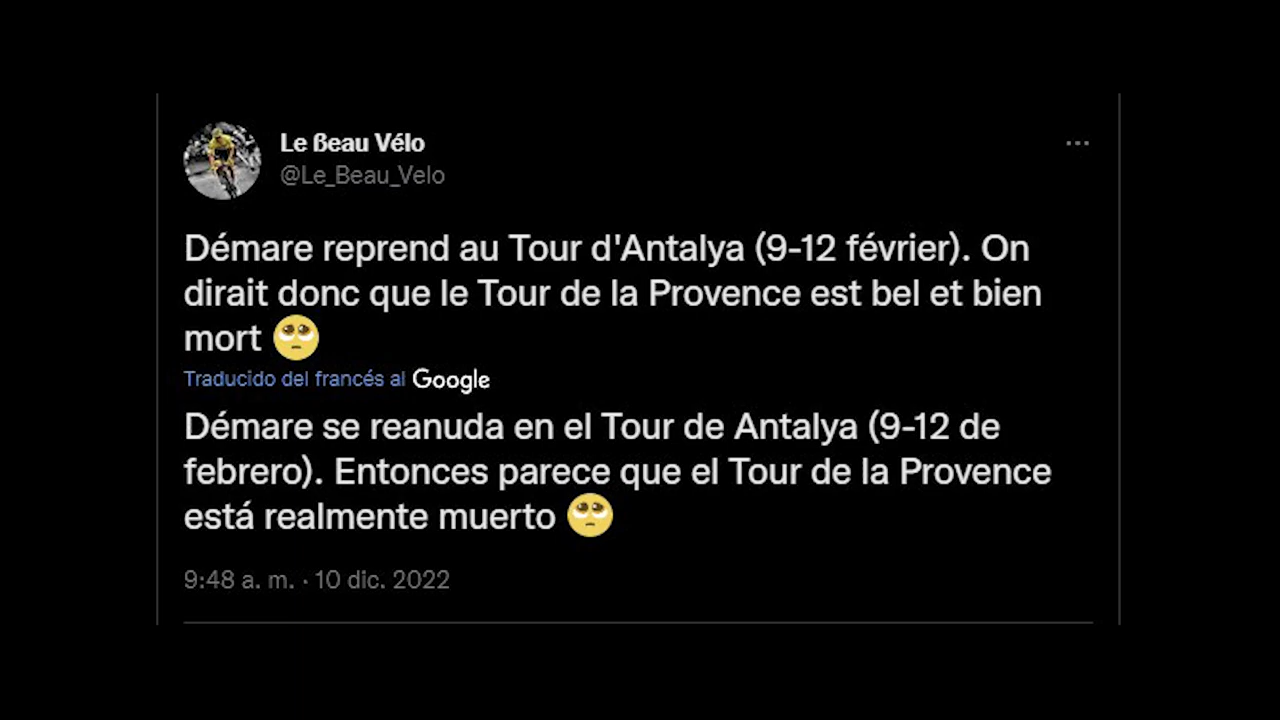 Le ßeau Vélo
@Le_Beau_Velo
Démare reprend au Tour d'Antalya (9-12 février). On
dirait donc que le Tour de la Provence est bel et bien
mort 🥺
Traducido del francés al Google
Démare se reanuda en el Tour de Antalya (9-12 de
febrero). Entonces parece que el Tour de la Provence
está realmente muerto 🥺
9:48 a. m. · 10 dic. 2022